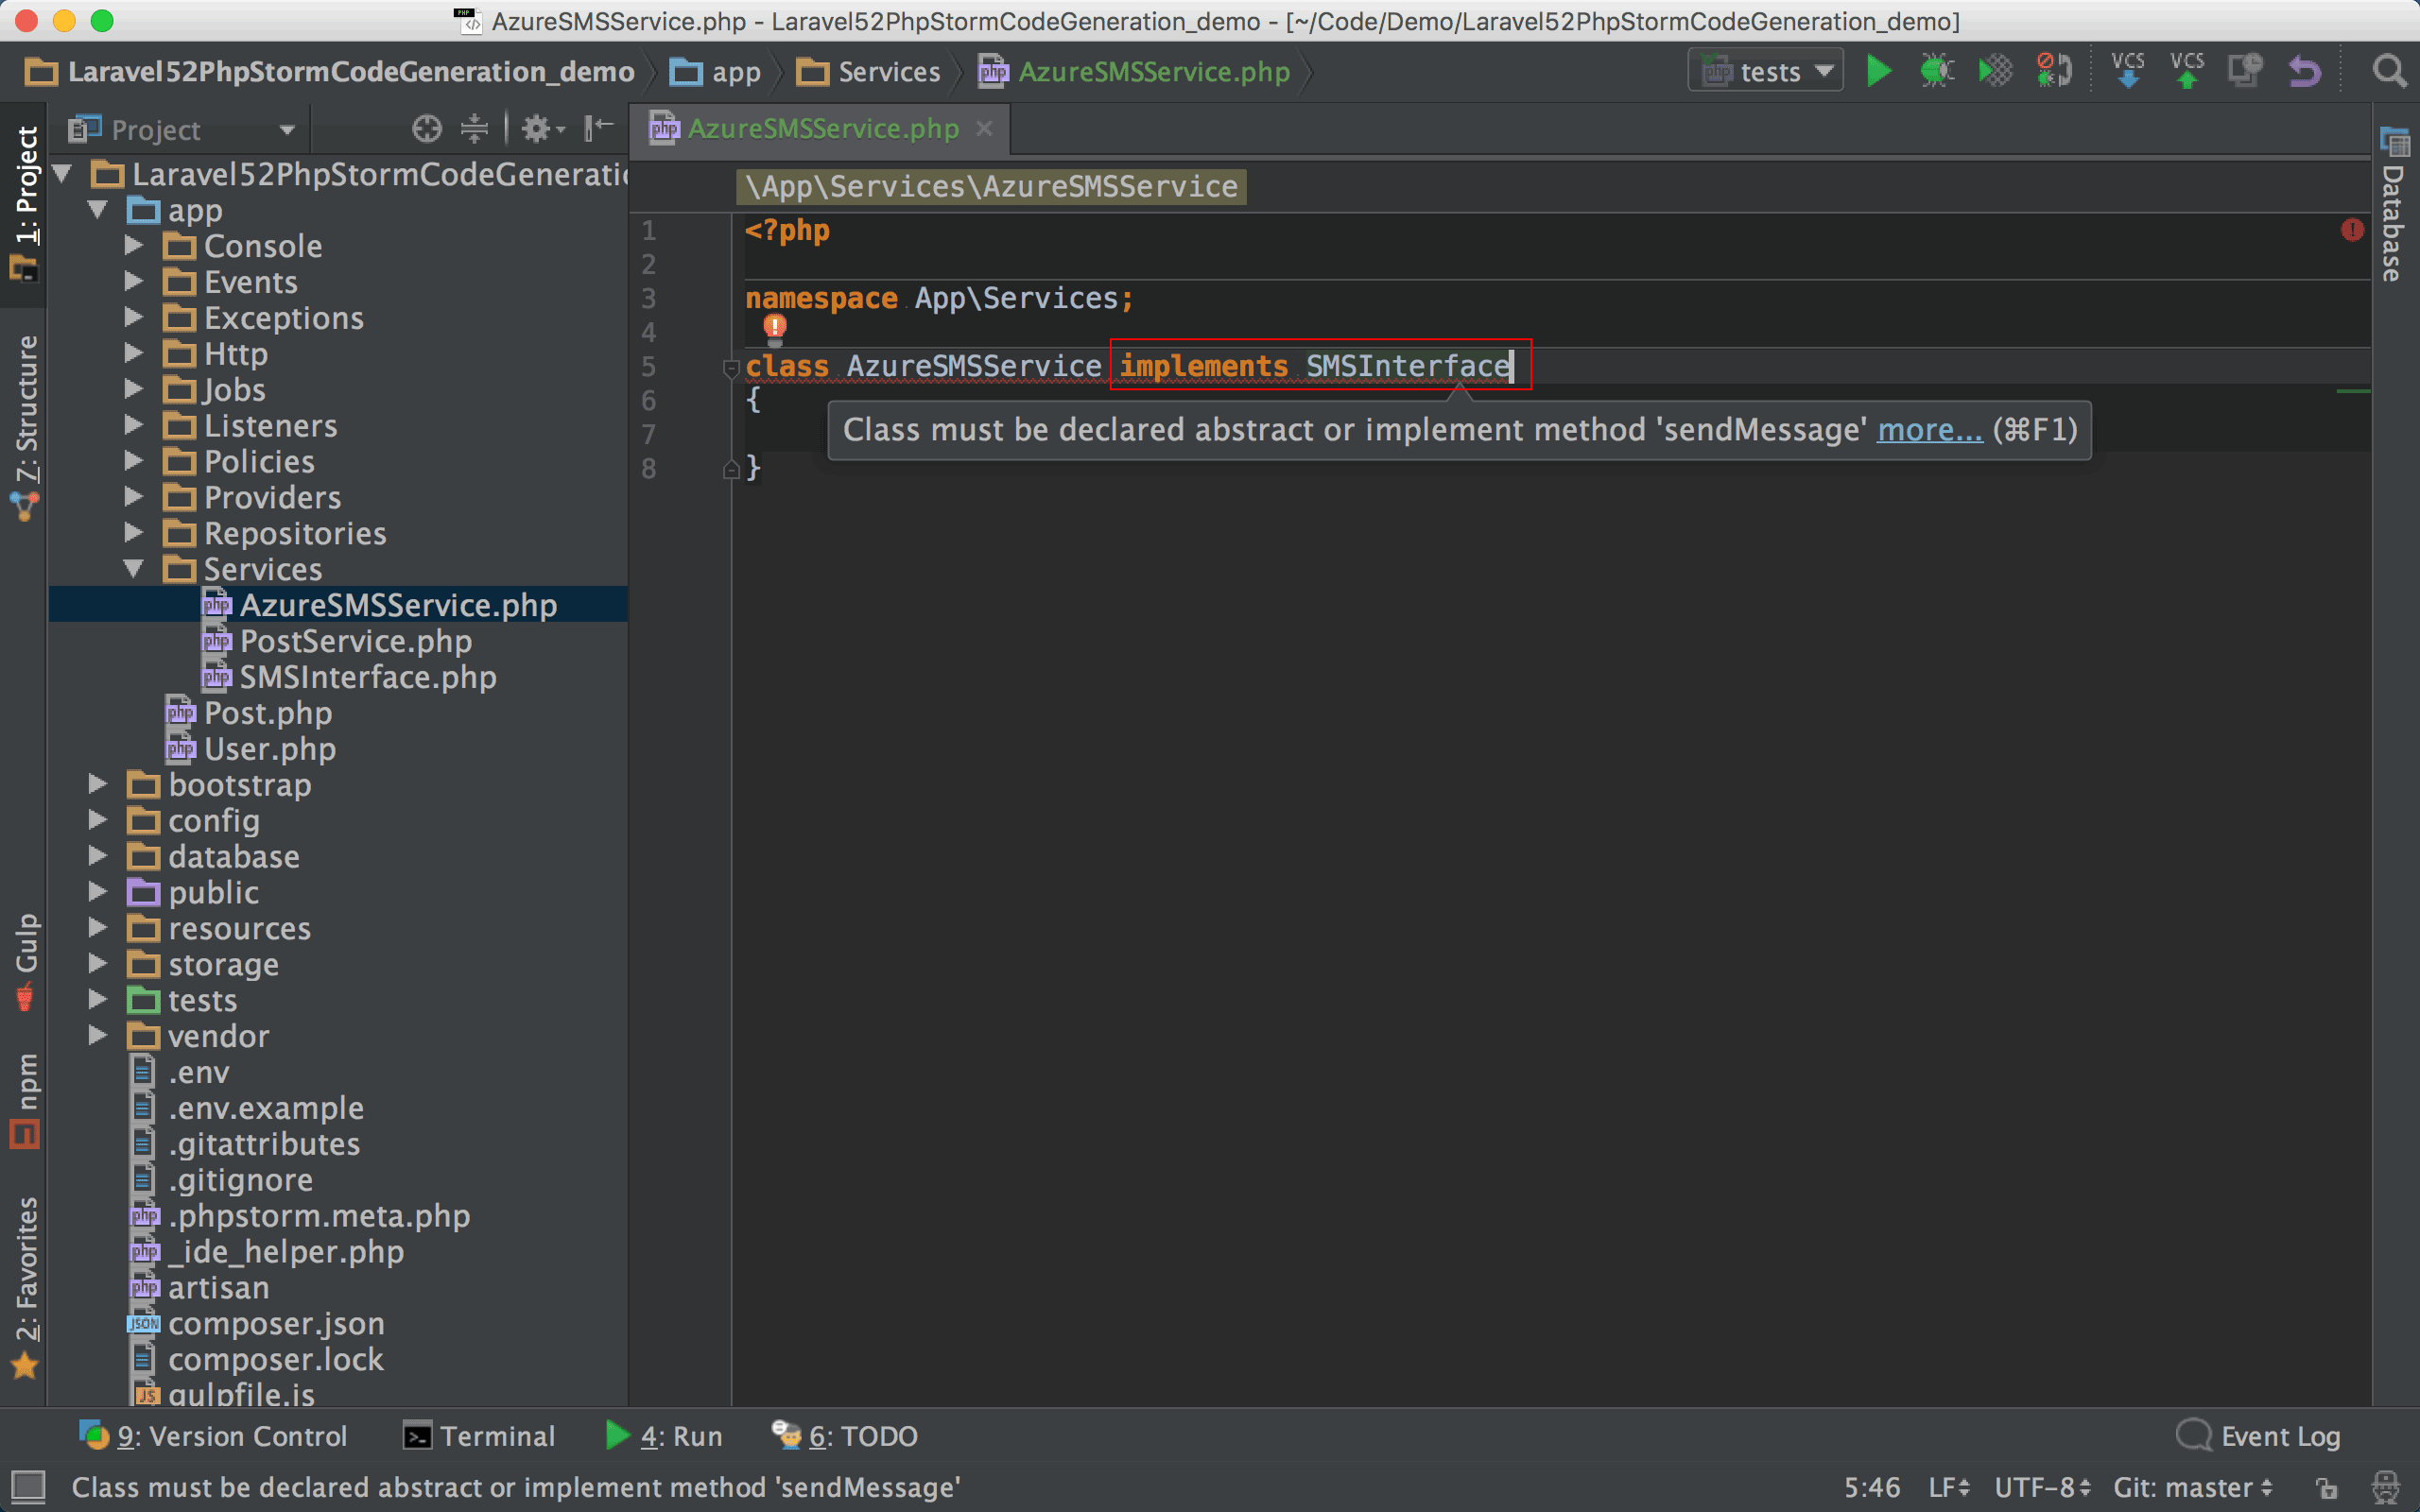 AzureSMSService.php - Laravel52PhpStormCodeGeneration_demo - [~/Code/Demo/Laravel52PhpStormCodeGeneration_demo]
Laravel52PhpStormCodeGeneration_demo app Services AzureSMSService.php tests VCS VCS
Project AzureSMSService.php
1: Project
Z: Structure
Gulp
npm
2: Favorites
Laravel52PhpStormCodeGeneratio
app
Console
Events
Exceptions
Http
Jobs
Listeners
Policies
Providers
Repositories
Services
AzureSMSService.php
PostService.php
SMSInterface.php
Post.php
User.php
bootstrap
config
database
public
resources
storage
tests
vendor
.env
.env.example
.gitattributes
.gitignore
.phpstorm.meta.php
_ide_helper.php
artisan
composer.json
composer.lock
gulpfile.js
\App\Services\AzureSMSService
1 <?php
2
3 namespace App\Services;
4
5 class AzureSMSService implements SMSInterface
6 {
7
8 }
Class must be declared abstract or implement method 'sendMessage' more... (⌘F1)
Database
9: Version Control Terminal 4: Run 6: TODO Event Log
Class must be declared abstract or implement method 'sendMessage' 5:46 LF UTF-8 Git: master